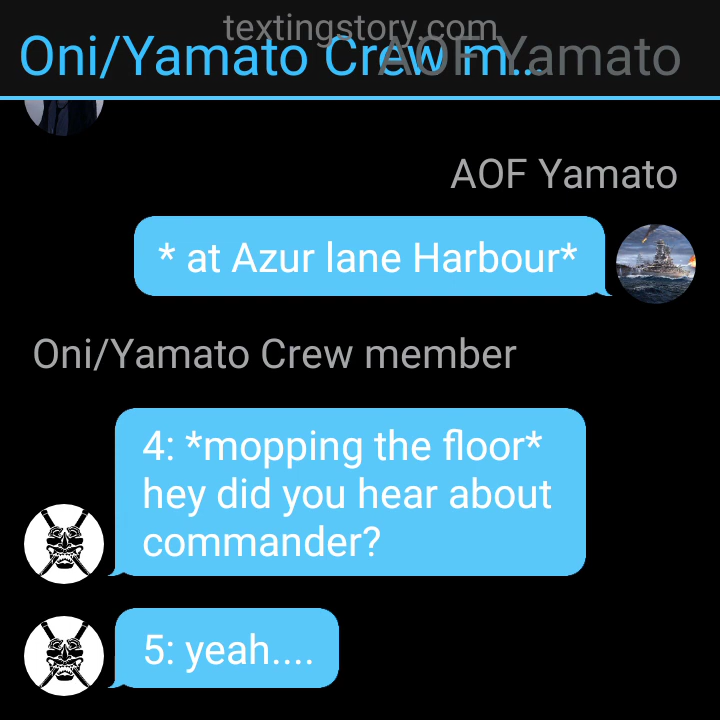 textingstory.com
Oni/Yamato Crew m...
AOF Yamato
AOF Yamato
* at Azur lane Harbour*
Oni/Yamato Crew member
4: *mopping the floor*
hey did you hear about
commander?
5: yeah....